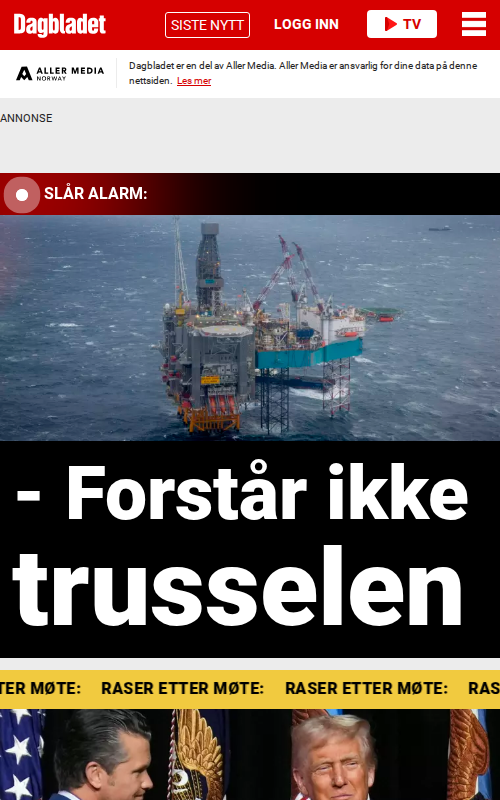 Dagbladet
SISTE NYTT
LOGG INN
TV
ALLER MEDIA
NORWAY
Dagbladet er en del av Aller Media. Aller Media er ansvarlig for dine data på denne
nettsiden. Les mer
ANNONSE
SLÅR ALARM:
- Forstår ikke
trusselen
TER MØTE: RASER ETTER MØTE: RASER ETTER MØTE: RAS